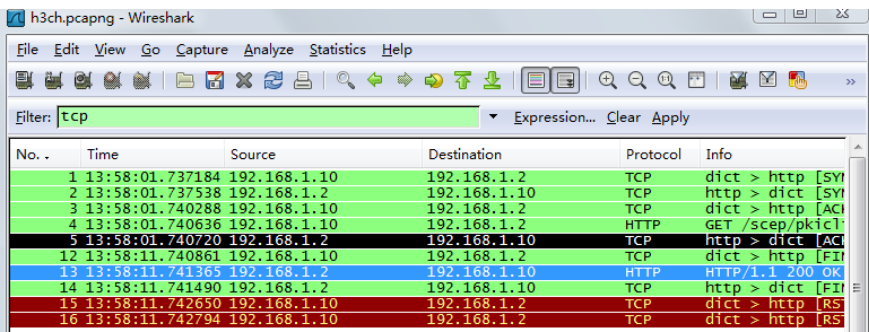 h3ch.pcapng - Wireshark
File Edit View Go Capture Analyze Statistics Help
Filter: tcp Expression... Clear Apply
No. . Time Source Destination Protocol Info
1 13:58:01.737184 192.168.1.10 192.168.1.2 TCP dict > http [SY
2 13:58:01.737538 192.168.1.2 192.168.1.10 TCP http > dict [SY
3 13:58:01.740288 192.168.1.10 192.168.1.2 TCP dict > http [AC
4 13:58:01.740636 192.168.1.10 192.168.1.2 HTTP GET /scep/pkicl
5 13:58:01.740720 192.168.1.2 192.168.1.10 TCP http > dict [AC
12 13:58:11.740861 192.168.1.10 192.168.1.2 TCP dict > http [FI
13 13:58:11.741365 192.168.1.2 192.168.1.10 HTTP HTTP/1.1 200 OK
14 13:58:11.741490 192.168.1.2 192.168.1.10 TCP http > dict [FI
15 13:58:11.742650 192.168.1.10 192.168.1.2 TCP dict > http [RS
16 13:58:11.742794 192.168.1.10 192.168.1.2 TCP dict > http [RS